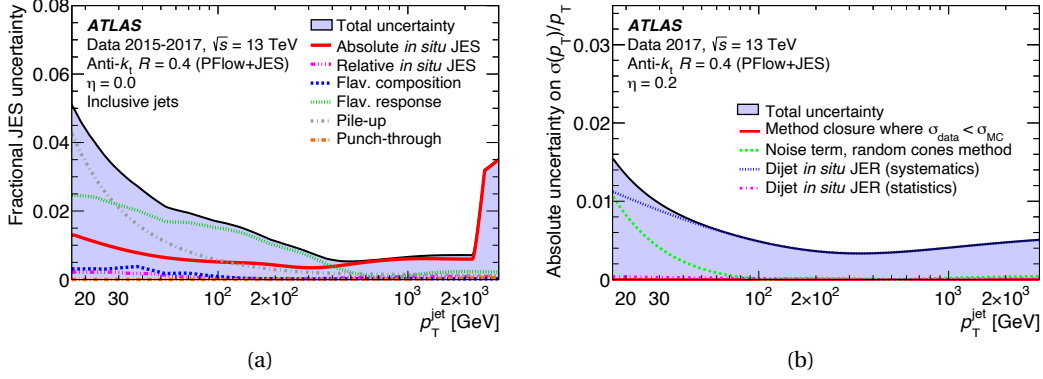 ATLAS
Data 2015-2017, √s = 13 TeV
Anti-kt R = 0.4 (PFlow+JES)
η = 0.0
Inclusive jets
Total uncertainty
Absolute in situ JES
Relative in situ JES
Flav. composition
Flav. response
Pile-up
Punch-through
Fractional JES uncertainty
0.08
0.06
0.04
0.02
0
20 30 10² 2×10² 10³ 2×10³
pTjet [GeV]
(a)
ATLAS
Data 2017, √s = 13 TeV
Anti-kt R = 0.4 (PFlow+JES)
η = 0.2
Total uncertainty
Method closure where σdata < σMC
Noise term, random cones method
Dijet in situ JER (systematics)
Dijet in situ JER (statistics)
Absolute uncertainty on σ(pT)/pT
0.03
0.02
0.01
0
20 30 10² 2×10² 10³ 2×10³
pTjet [GeV]
(b)